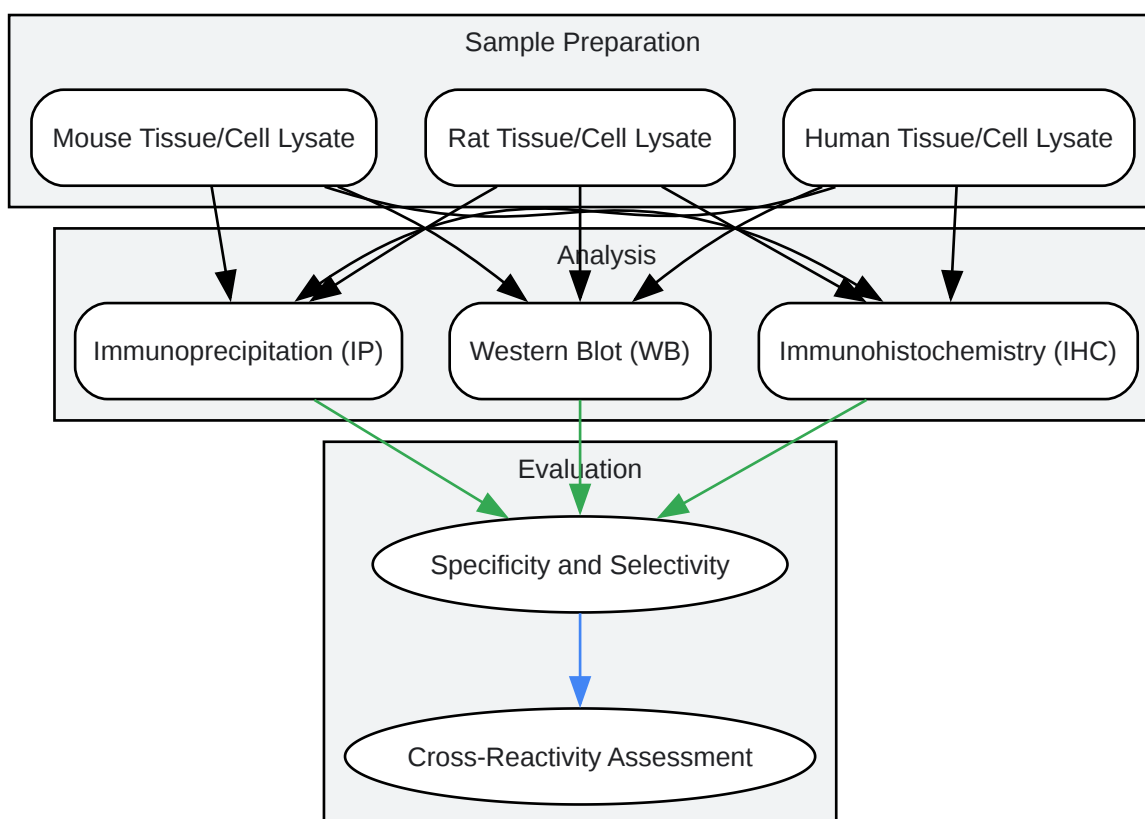 Sample Preparation
Mouse Tissue/Cell Lysate
Rat Tissue/Cell Lysate
Human Tissue/Cell Lysate
Analysis
Immunoprecipitation (IP)
Western Blot (WB)
Immunohistochemistry (IHC)
Evaluation
Specificity and Selectivity
Cross-Reactivity Assessment